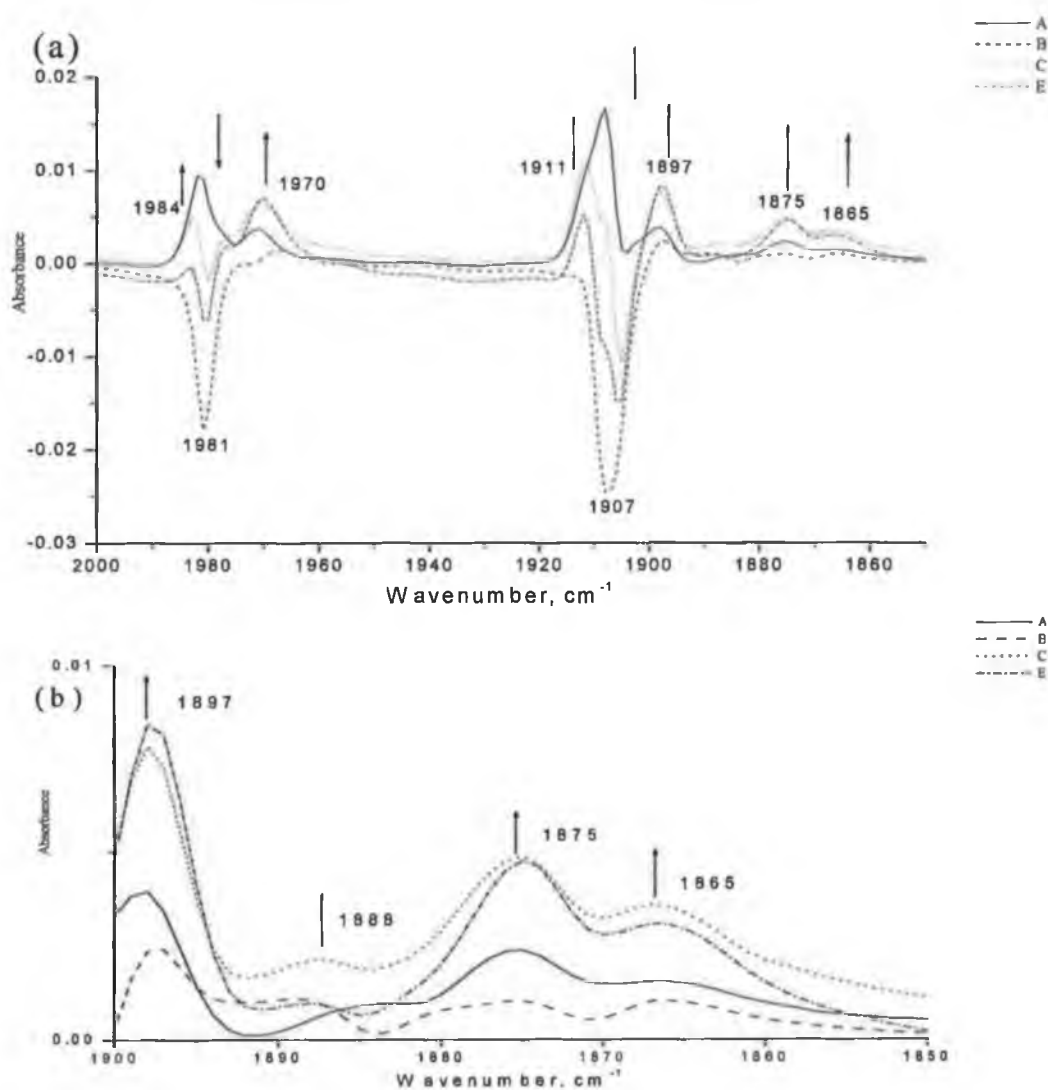 (a)
A
B
C
E
0.02
0.01
0.00
-0.01
-0.02
-0.03
Absorbance
1984
1970
1981
1911
1897
1907
1875
1865
2000 1980 1960 1940 1920 1900 1880 1860
Wavenumber, cm-1
(b)
A
B
C
E
0.01
0.00
Absorbance
1897
1888
1875
1865
1900 1890 1880 1870 1860 1850
Wavenumber, cm-1